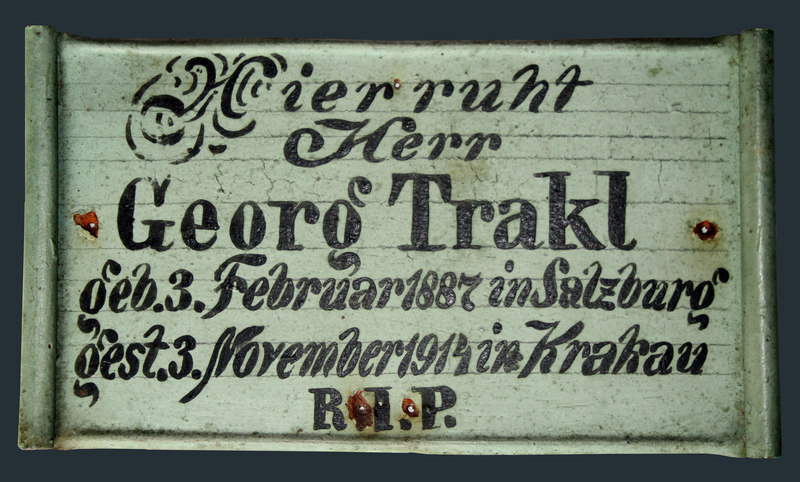 Hier ruht
Herr
Georg Trakl
geb. 3. Februar 1887 in Salzburg
gest. 3. November 1914 in Krakau
R.I.P.